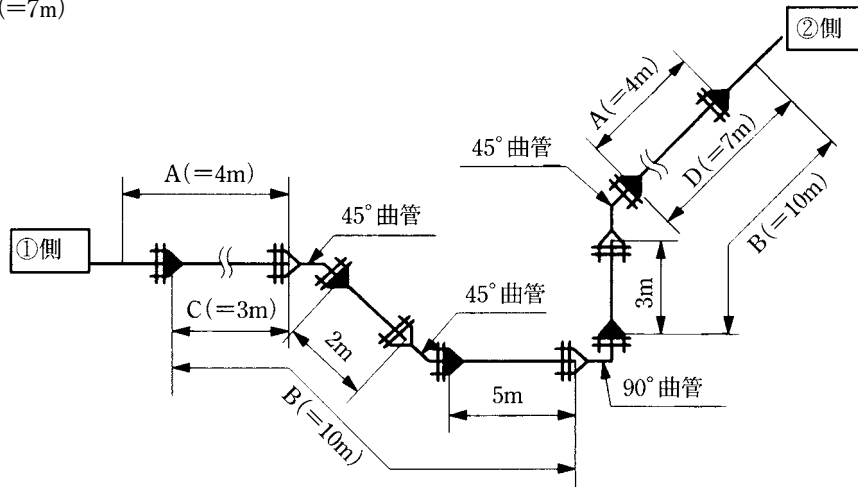 (=7m)
②側
A(=4m)
D(=7m)
B(=10m)
45°曲管
A(=4m)
45°曲管
①側
C(=3m)
2m
45°曲管
3m
B(=10m)
5m
90°曲管